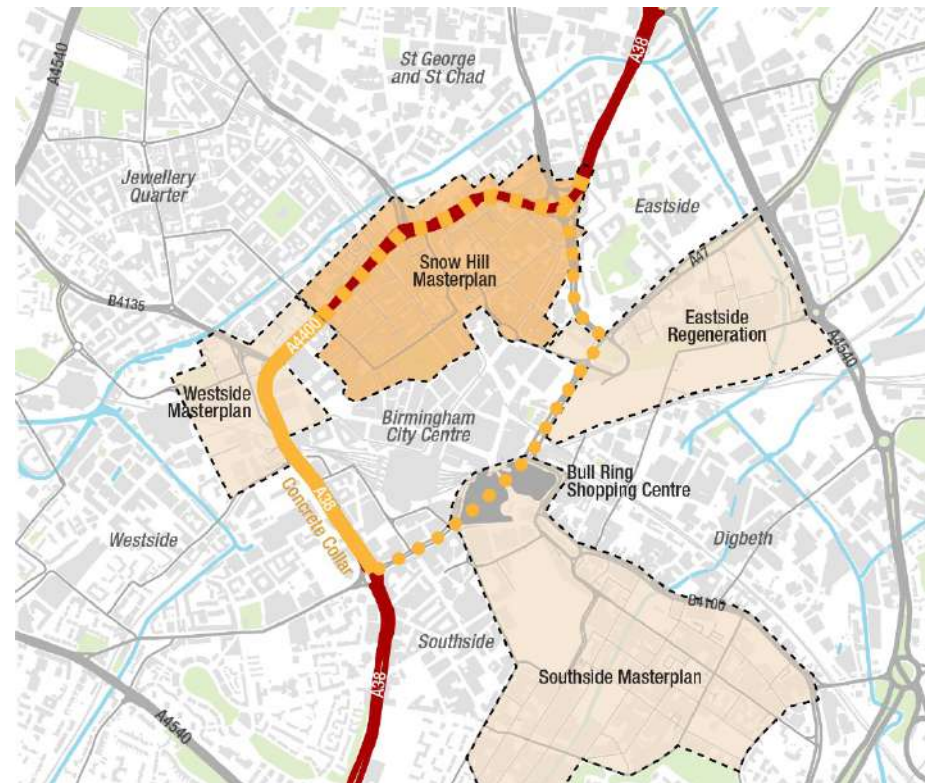 A4540
A38
St George
and St Chad
Jewellery
Quarter
Eastside
A47
Snow Hill
Masterplan
B4135
A4400
Eastside
Regeneration
A4540
Westside
Masterplan
Birmingham
City Centre
Bull Ring
Shopping Centre
A38
Concrete Collar
Westside
Digbeth
B4100
Southside
A38
Southside Masterplan
A4540